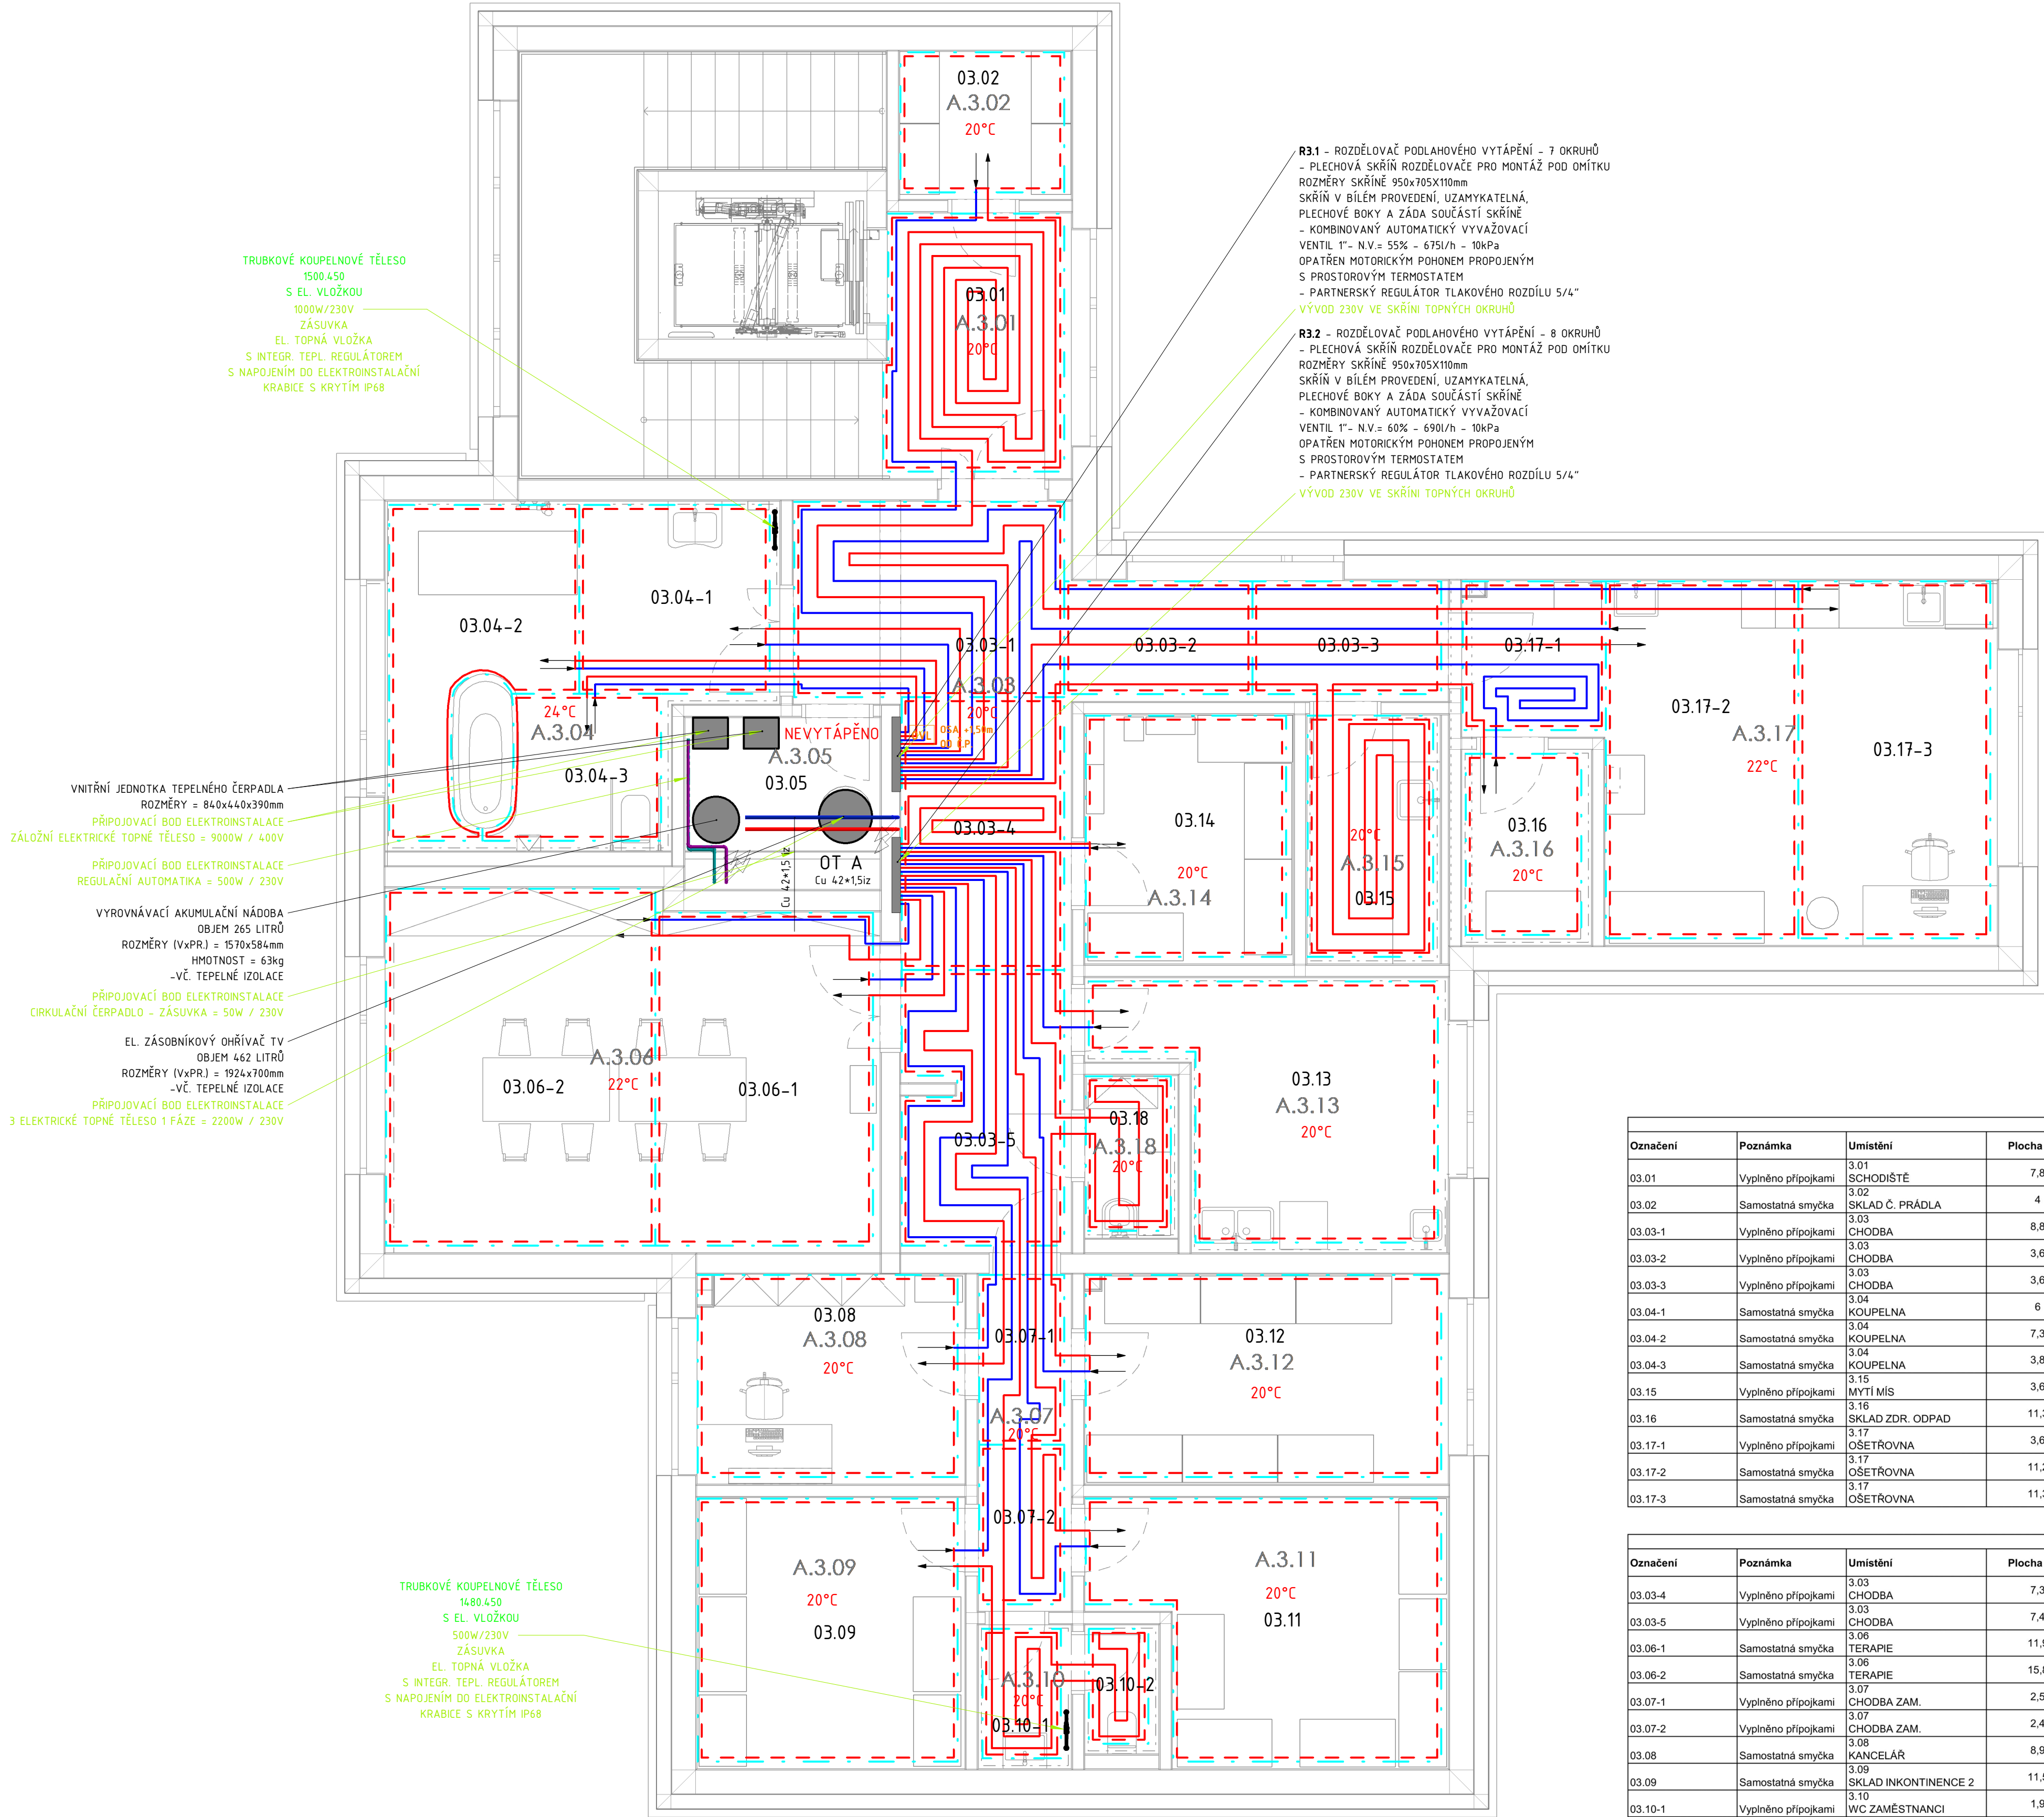 03.02
A.3.02
20°C
R3.1 - ROZDĚLOVAČ PODLAHOVÉHO VYTÁPĚNÍ - 7 OKRUHŮ
- PLECHOVÁ SKŘÍŇ ROZDĚLOVAČE PRO MONTÁŽ POD OMÍTKU
ROZMĚRY SKŘÍNĚ 950x705X110mm
SKŘÍŇ V BÍLÉM PROVEDENÍ, UZAMYKATELNÁ,
PLECHOVÉ BOKY A ZÁDA SOUČÁSTÍ SKŘÍNĚ
- KOMBINOVANÝ AUTOMATICKÝ VYVAŽOVACÍ
VENTIL 1"- N.V.= 55% - 675l/h - 10kPa
OPATŘEN MOTORICKÝM POHONEM PROPOJENÝM
S PROSTOROVÝM TERMOSTATEM
- PARTNERSKÝ REGULÁTOR TLAKOVÉHO ROZDÍLU 5/4"
VÝVOD 230V VE SKŘÍNI TOPNÝCH OKRUHŮ
R3.2 - ROZDĚLOVAČ PODLAHOVÉHO VYTÁPĚNÍ - 8 OKRUHŮ
- PLECHOVÁ SKŘÍŇ ROZDĚLOVAČE PRO MONTÁŽ POD OMÍTKU
ROZMĚRY SKŘÍNĚ 950x705X110mm
SKŘÍŇ V BÍLÉM PROVEDENÍ, UZAMYKATELNÁ,
PLECHOVÉ BOKY A ZÁDA SOUČÁSTÍ SKŘÍNĚ
- KOMBINOVANÝ AUTOMATICKÝ VYVAŽOVACÍ
VENTIL 1"- N.V.= 60% - 690l/h - 10kPa
OPATŘEN MOTORICKÝM POHONEM PROPOJENÝM
S PROSTOROVÝM TERMOSTATEM
- PARTNERSKÝ REGULÁTOR TLAKOVÉHO ROZDÍLU 5/4"
VÝVOD 230V VE SKŘÍNI TOPNÝCH OKRUHŮ
TRUBKOVÉ KOUPELNOVÉ TĚLESO
1500.450
S EL. VLOŽKOU
1000W/230V
ZÁSUVKA
EL. TOPNÁ VLOŽKA
S INTEGR. TEPL. REGULÁTOREM
S NAPOJENÍM DO ELEKTROINSTALAČNÍ
KRABICE S KRYTÍM IP68
03.01
A.3.01
20°C
03.04-1
03.04-2
24°C
A.3.04
03.04-3
03.03-1
A.3.03
20°C
03.03-2
03.03-3
03.17-1
03.17-2
A.3.17
22°C
03.17-3
NEVYTÁPĚNO
A.3.05
03.05
OSA +1,50m
OD Č.P.
03.03-4
OT A
Cu 42*1,5iz
Cu 42*1,5 iz
03.14
20°C
A.3.14
20°C
A.3.15
03.15
03.16
A.3.16
20°C
VNITŘNÍ JEDNOTKA TEPELNÉHO ČERPADLA
ROZMĚRY = 840x440x390mm
PŘIPOJOVACÍ BOD ELEKTROINSTALACE
ZÁLOŽNÍ ELEKTRICKÉ TOPNÉ TĚLESO = 9000W / 400V
PŘIPOJOVACÍ BOD ELEKTROINSTALACE
REGULAČNÍ AUTOMATIKA = 500W / 230V
VYROVNÁVACÍ AKUMULAČNÍ NÁDOBA
OBJEM 265 LITRŮ
ROZMĚRY (VxPR.) = 1570x584mm
HMOTNOST = 63kg
-VČ. TEPELNÉ IZOLACE
PŘIPOJOVACÍ BOD ELEKTROINSTALACE
CIRKULAČNÍ ČERPADLO - ZÁSUVKA = 50W / 230V
EL. ZÁSOBNÍKOVÝ OHŘÍVAČ TV
OBJEM 462 LITRŮ
ROZMĚRY (VxPR.) = 1924x700mm
-VČ. TEPELNÉ IZOLACE
PŘIPOJOVACÍ BOD ELEKTROINSTALACE
3 ELEKTRICKÉ TOPNÉ TĚLESO 1 FÁZE = 2200W / 230V
A.3.06
22°C
03.06-2
03.06-1
03.03-5
03.13
A.3.13
20°C
03.18
A.3.18
20°C
03.08
A.3.08
20°C
03.07-1
A.3.07
20°C
03.07-2
03.12
A.3.12
20°C
A.3.09
20°C
03.09
A.3.11
20°C
03.11
A.3.10
20°C
03.10-1
03.10-2
TRUBKOVÉ KOUPELNOVÉ TĚLESO
1480.450
S EL. VLOŽKOU
500W/230V
ZÁSUVKA
EL. TOPNÁ VLOŽKA
S INTEGR. TEPL. REGULÁTOREM
S NAPOJENÍM DO ELEKTROINSTALAČNÍ
KRABICE S KRYTÍM IP68
Označení Poznámka Umístění Plocha
03.01 Vyplněno přípojkami 3.01 SCHODIŠTĚ 7,8
03.02 Samostatná smyčka 3.02 SKLAD Č. PRÁDLA 4
03.03-1 Vyplněno přípojkami 3.03 CHODBA 8,8
03.03-2 Vyplněno přípojkami 3.03 CHODBA 3,6
03.03-3 Vyplněno přípojkami 3.03 CHODBA 3,6
03.04-1 Samostatná smyčka 3.04 KOUPELNA 6
03.04-2 Samostatná smyčka 3.04 KOUPELNA 7,3
03.04-3 Samostatná smyčka 3.04 KOUPELNA 3,8
03.15 Vyplněno přípojkami 3.15 MYTÍ MÍS 3,6
03.16 Samostatná smyčka 3.16 SKLAD ZDR. ODPAD 11,3
03.17-1 Vyplněno přípojkami 3.17 OŠETŘOVNA 3,6
03.17-2 Samostatná smyčka 3.17 OŠETŘOVNA 11,2
03.17-3 Samostatná smyčka 3.17 OŠETŘOVNA 11,3
Označení Poznámka Umístění Plocha
03.03-4 Vyplněno přípojkami 3.03 CHODBA 7,3
03.03-5 Vyplněno přípojkami 3.03 CHODBA 7,4
03.06-1 Samostatná smyčka 3.06 TERAPIE 11,9
03.06-2 Samostatná smyčka 3.06 TERAPIE 15,8
03.07-1 Vyplněno přípojkami 3.07 CHODBA ZAM. 2,5
03.07-2 Vyplněno přípojkami 3.07 CHODBA ZAM. 2,4
03.08 Samostatná smyčka 3.08 KANCELÁŘ 8,9
03.09 Samostatná smyčka 3.09 SKLAD INKONTINENCE 2 11,5
03.10-1 Vyplněno přípojkami 3.10 WC ZAMĚSTNANCI 1,9